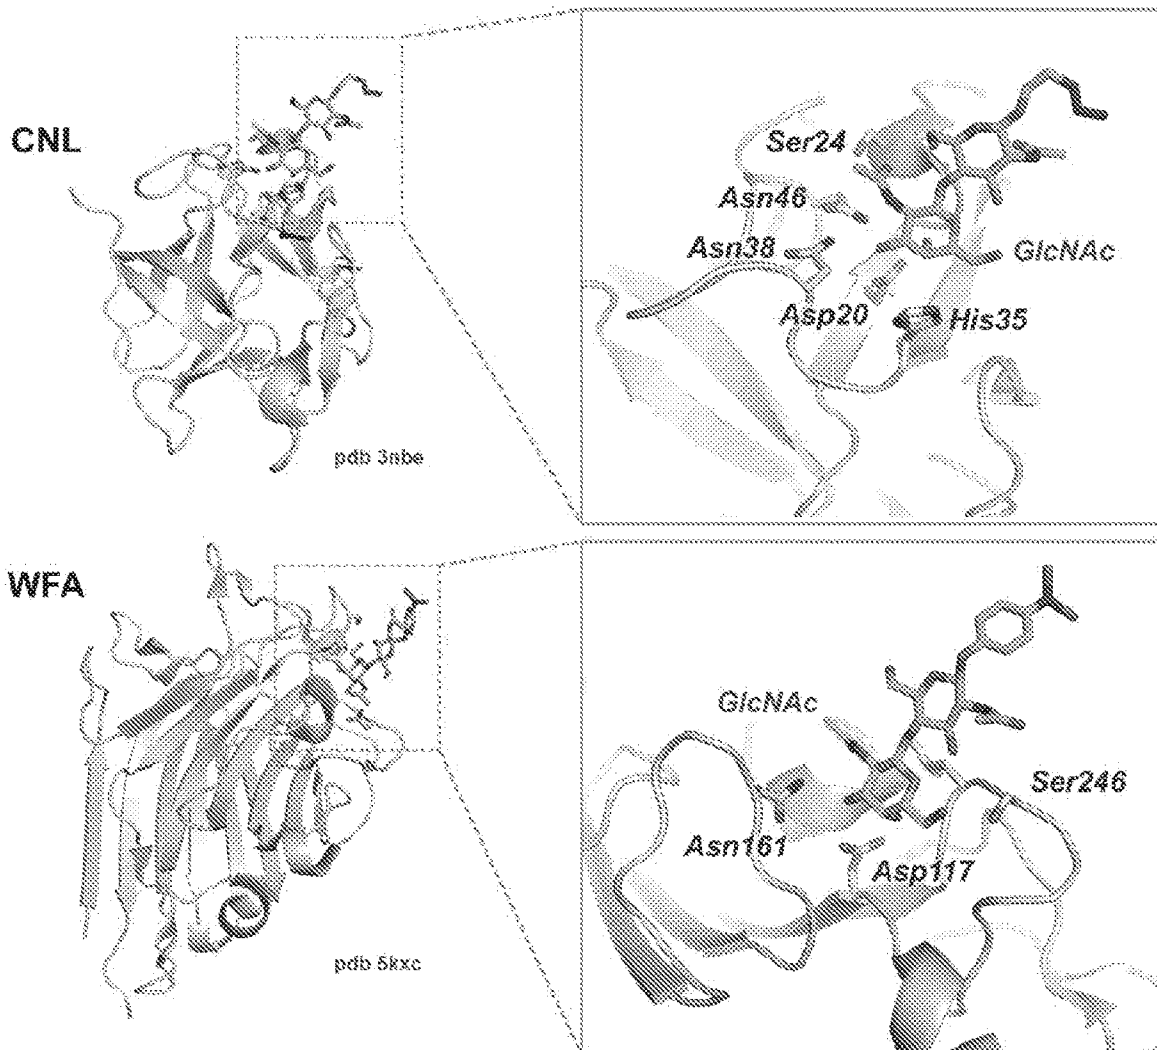 CNL
Ser24
Asn46
Asn38
GlcNAc
Asp20
His35
pdb 3nbe
WFA
GlcNAc
Ser246
Asn161
Asp117
pdb 5kxc